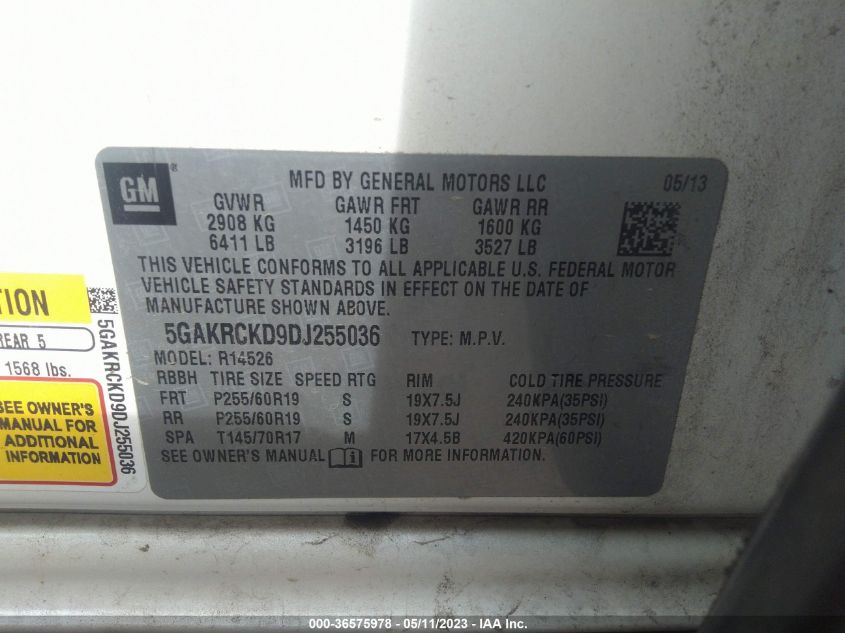 GM
MFD BY GENERAL MOTORS LLC 05/13
GVWR GAWR FRT GAWR RR
2908 KG 1450 KG 1600 KG
6411 LB 3196 LB 3527 LB
THIS VEHICLE CONFORMS TO ALL APPLICABLE U.S. FEDERAL MOTOR
VEHICLE SAFETY STANDARDS IN EFFECT ON THE DATE OF
MANUFACTURE SHOWN ABOVE.
5GAKRCKD9DJ255036 TYPE: M.P.V.
MODEL: R14526
RBBH TIRE SIZE SPEED RTG RIM COLD TIRE PRESSURE
FRT P255/60R19 S 19X7.5J 240KPA(35PSI)
RR P255/60R19 S 19X7.5J 240KPA(35PSI)
SPA T145/70R17 M 17X4.5B 420KPA(60PSI)
SEE OWNER'S MANUAL FOR MORE INFORMATION.
TION
REAR 5
1568 lbs.
SEE OWNER'S
MANUAL FOR
ADDITIONAL
INFORMATION
5GAKRCKD9DJ255036
000-36575978 - 05/11/2023 - IAA Inc.